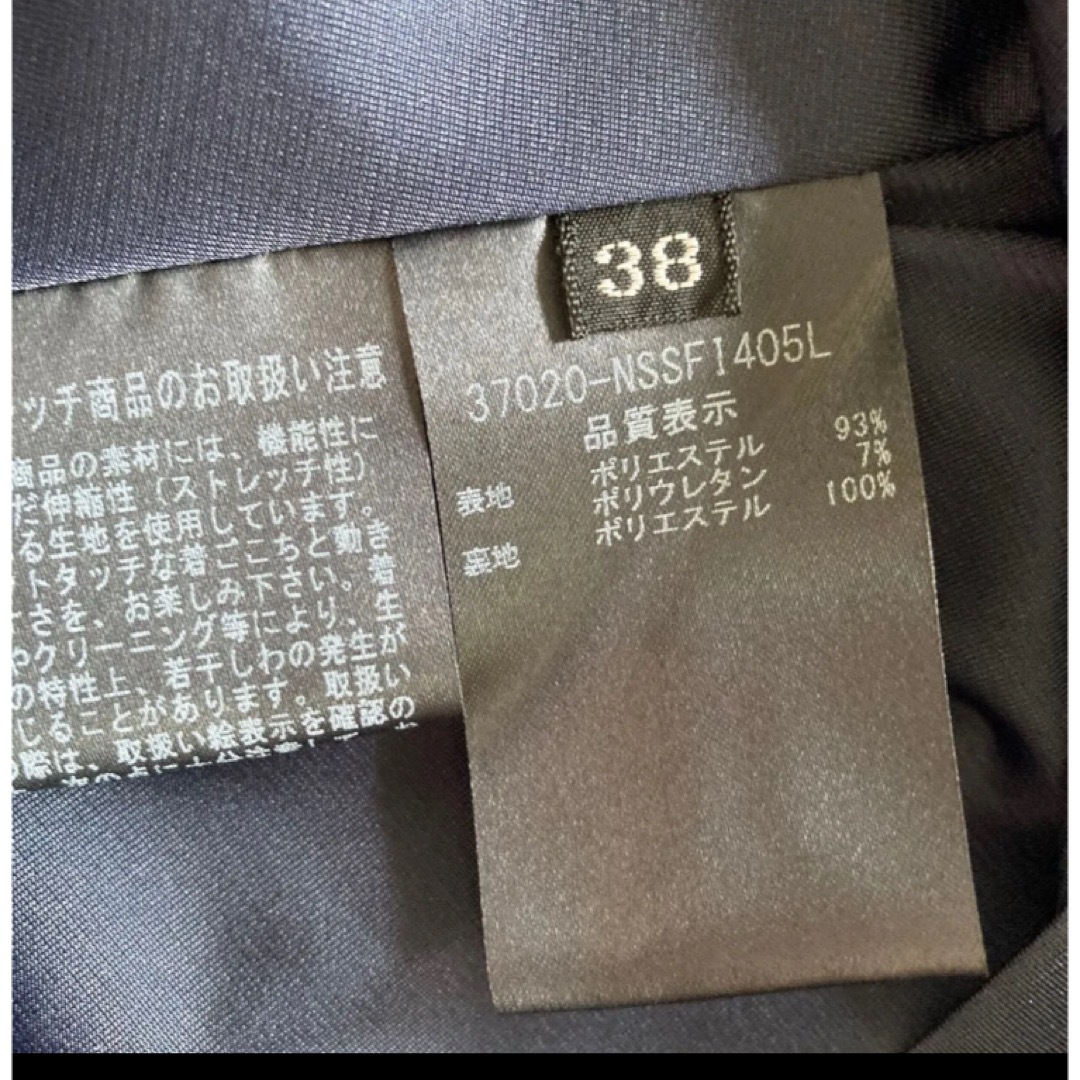 38
37020-NSSFI405L
品質表示
表地 ポリエステル 93%
ポリウレタン 7%
裏地 ポリエステル 100%
ッチ商品のお取扱い注意
商品の素材には、機能性に
だ伸縮性(ストレッチ性)
る生地を使用しています。
トタッチな着ごこちと動き
さを、お楽しみ下さい。着
やクリーニング等により、生
の特性上、若干しわの発生が
じることがあります。取扱い
際は、取扱い絵表示を確認の